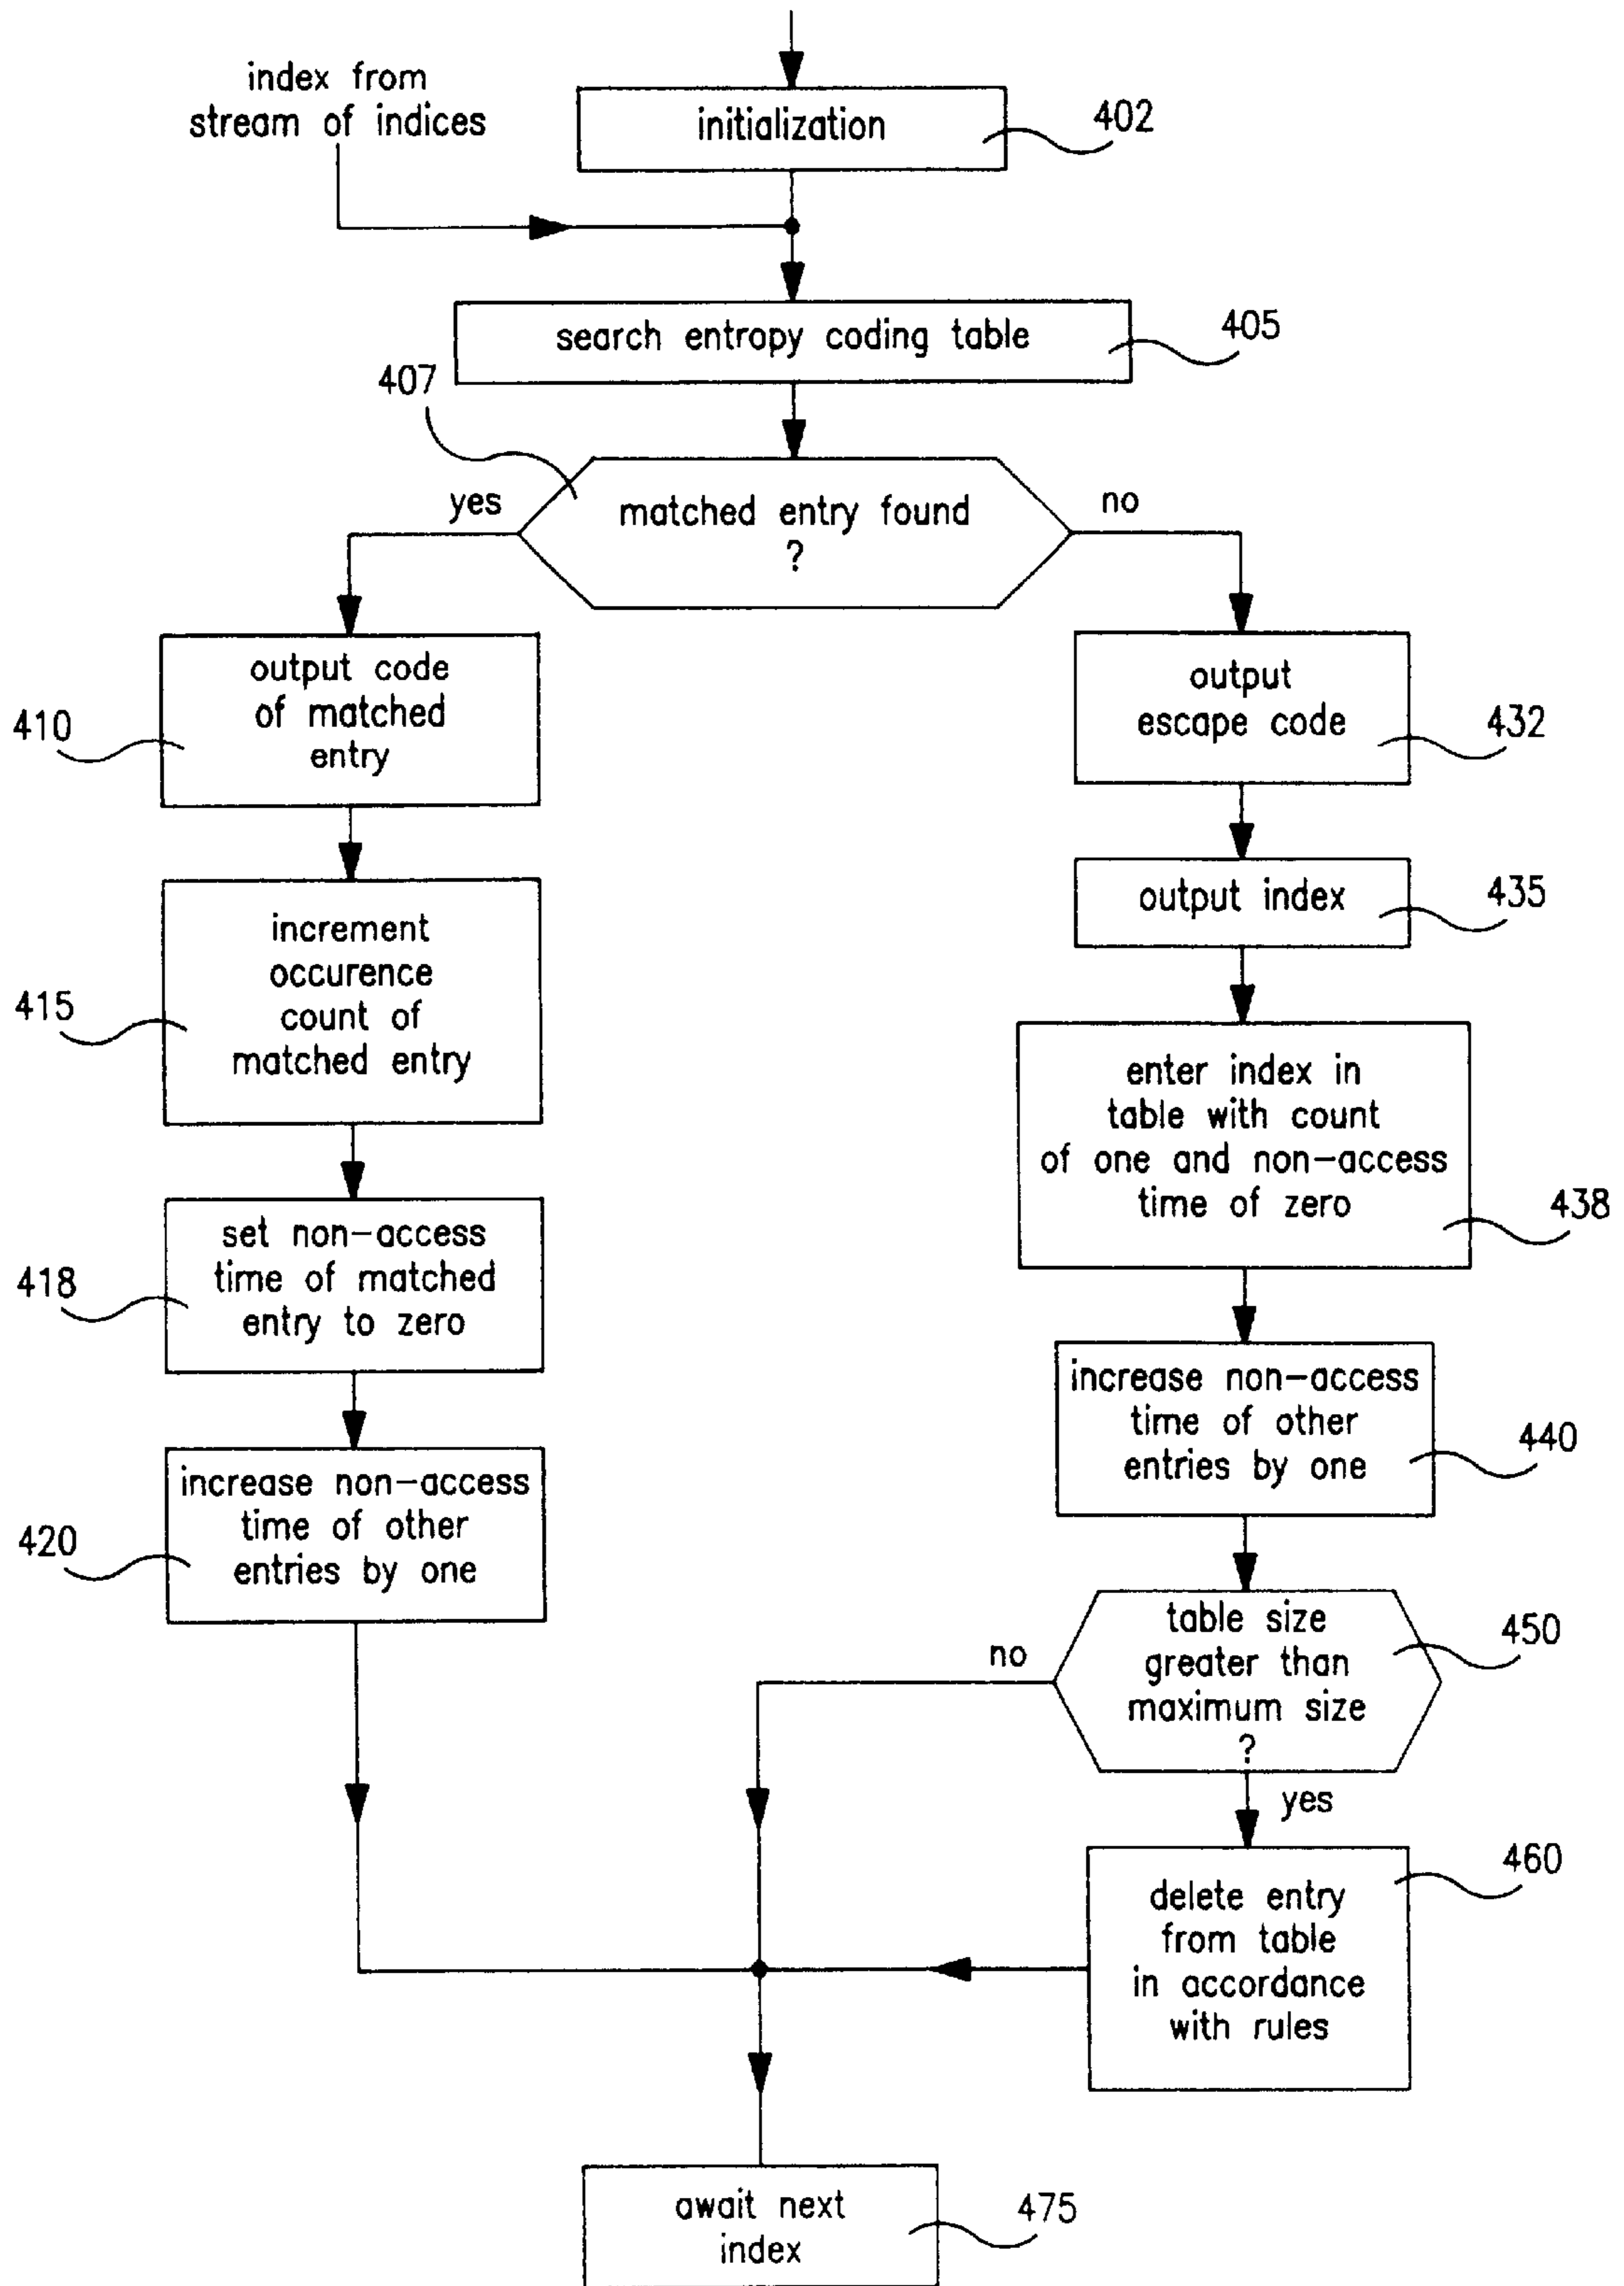 index from
stream of indices
initialization
402
search entropy coding table
405
407
yes
matched entry found
?
no
output code
of matched
entry
410
output
escape code
432
increment
occurence
count of
matched entry
415
output index
435
enter index in
table with count
of one and non-access
time of zero
438
set non-access
time of matched
entry to zero
418
increase non-access
time of other
entries by one
440
increase non-access
time of other
entries by one
420
table size
greater than
maximum size
?
450
no
yes
delete entry
from table
in accordance
with rules
460
await next
index
475